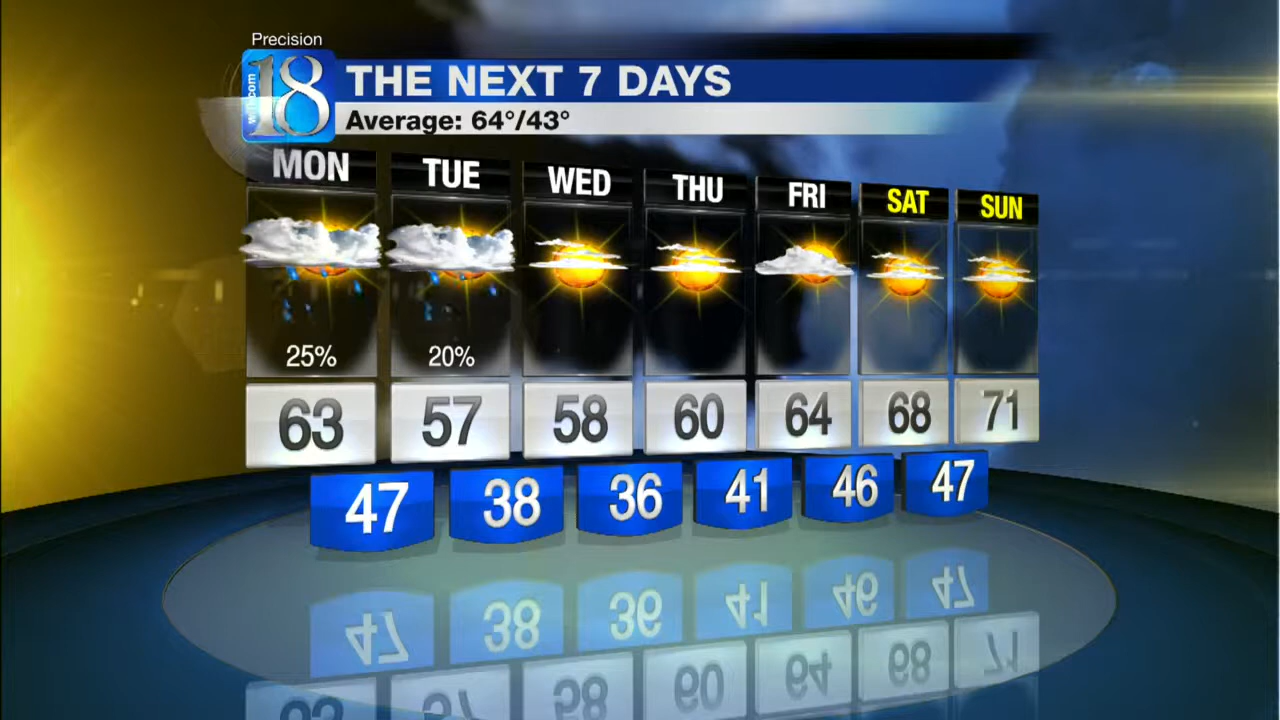 Precision
18
THE NEXT 7 DAYS
Average: 64°/43°
MON TUE WED THU FRI SAT SUN
25% 20%
63 57 58 60 64 68 71
47 38 36 41 46 47